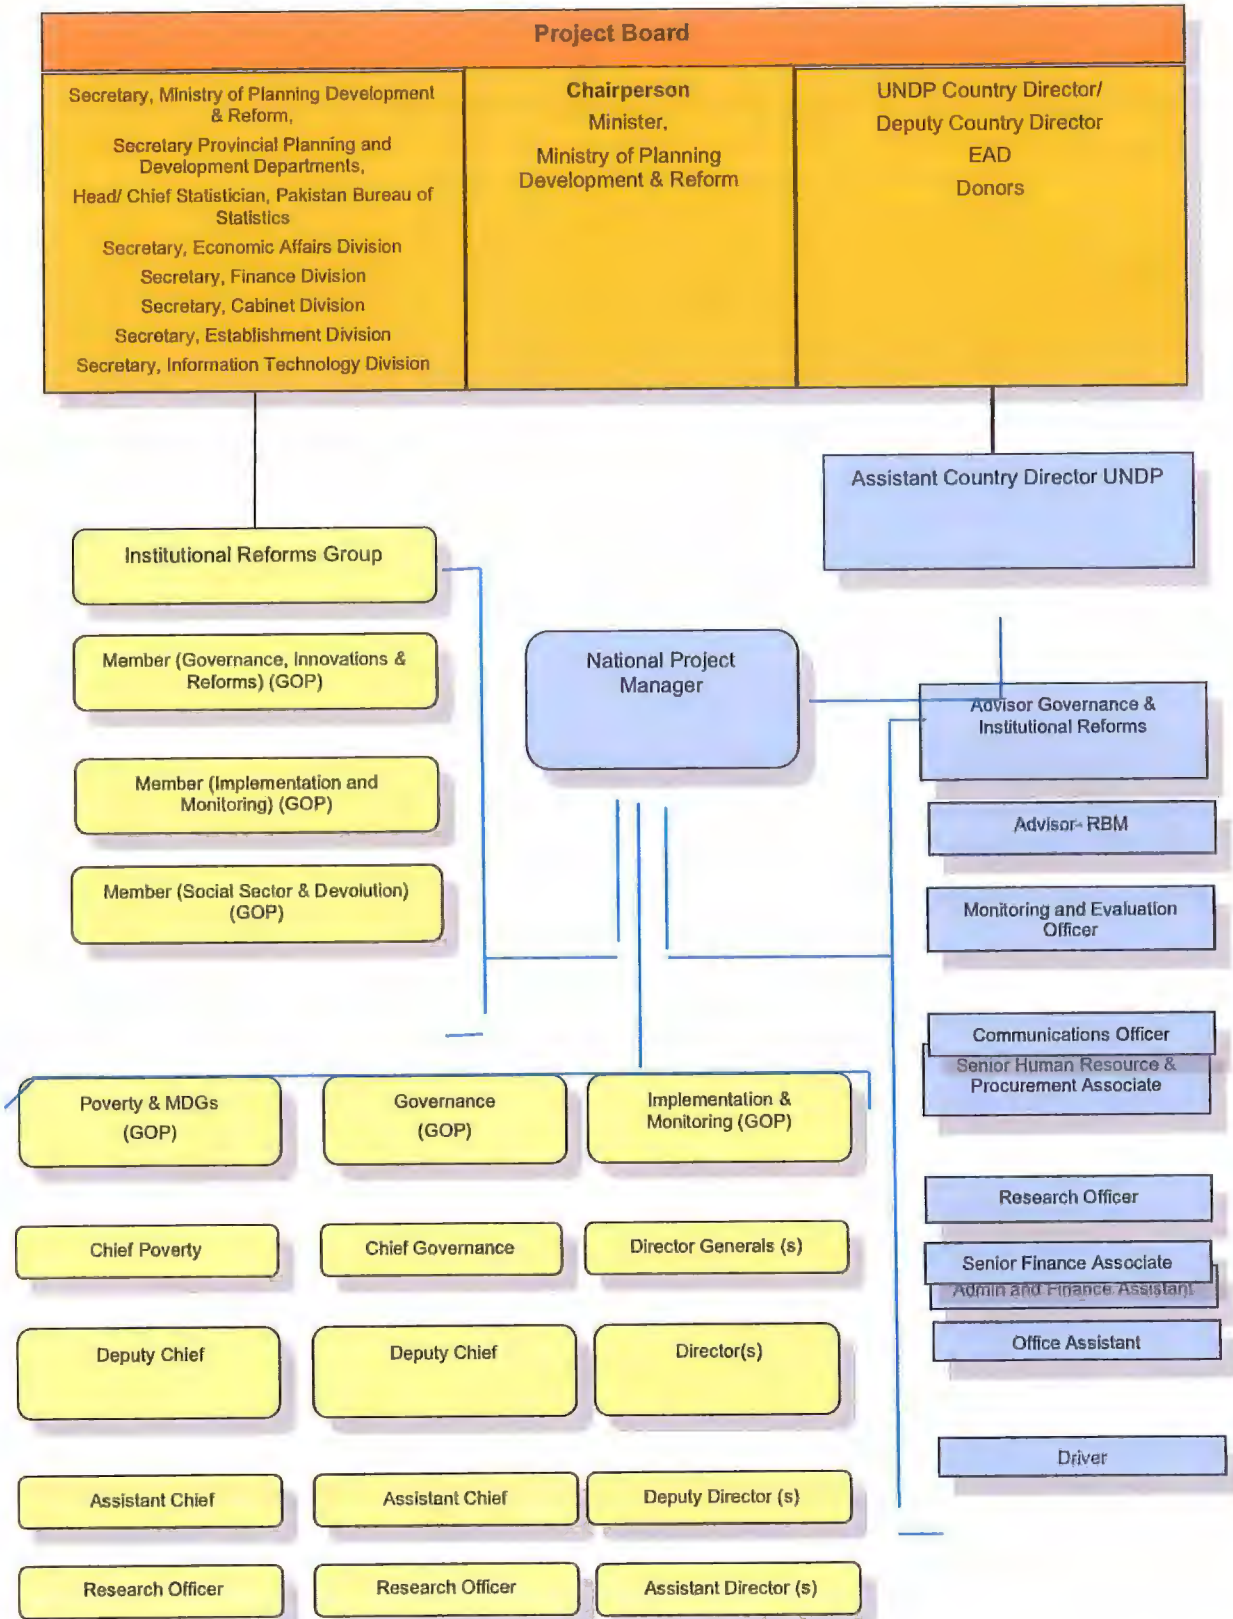 Project Board
Secretary, Ministry of Planning Development
& Reform,
Secretary Provincial Planning and
Development Departments,
Head/ Chief Statistician, Pakistan Bureau of
Statistics
Secretary, Economic Affairs Division
Secretary, Finance Division
Secretary, Cabinet Division
Secretary, Establishment Division
Secretary, Information Technology Division
Chairperson
Minister,
Ministry of Planning
Development & Reform
UNDP Country Director/
Deputy Country Director
EAD
Donors
Assistant Country Director UNDP
Institutional Reforms Group
Member (Governance, Innovations &
Reforms) (GOP)
Member (Implementation and
Monitoring) (GOP)
Member (Social Sector & Devolution)
(GOP)
National Project
Manager
Advisor Governance &
Institutional Reforms
Advisor- RBM
Monitoring and Evaluation
Officer
Communications Officer
Senior Human Resource &
Procurement Associate
Research Officer
Senior Finance Associate
Admin and Finance Assistant
Office Assistant
Driver
Poverty & MDGs
(GOP)
Chief Poverty
Deputy Chief
Assistant Chief
Research Officer
Governance
(GOP)
Chief Governance
Deputy Chief
Assistant Chief
Research Officer
Implementation &
Monitoring (GOP)
Director Generals (s)
Director(s)
Deputy Director (s)
Assistant Director (s)